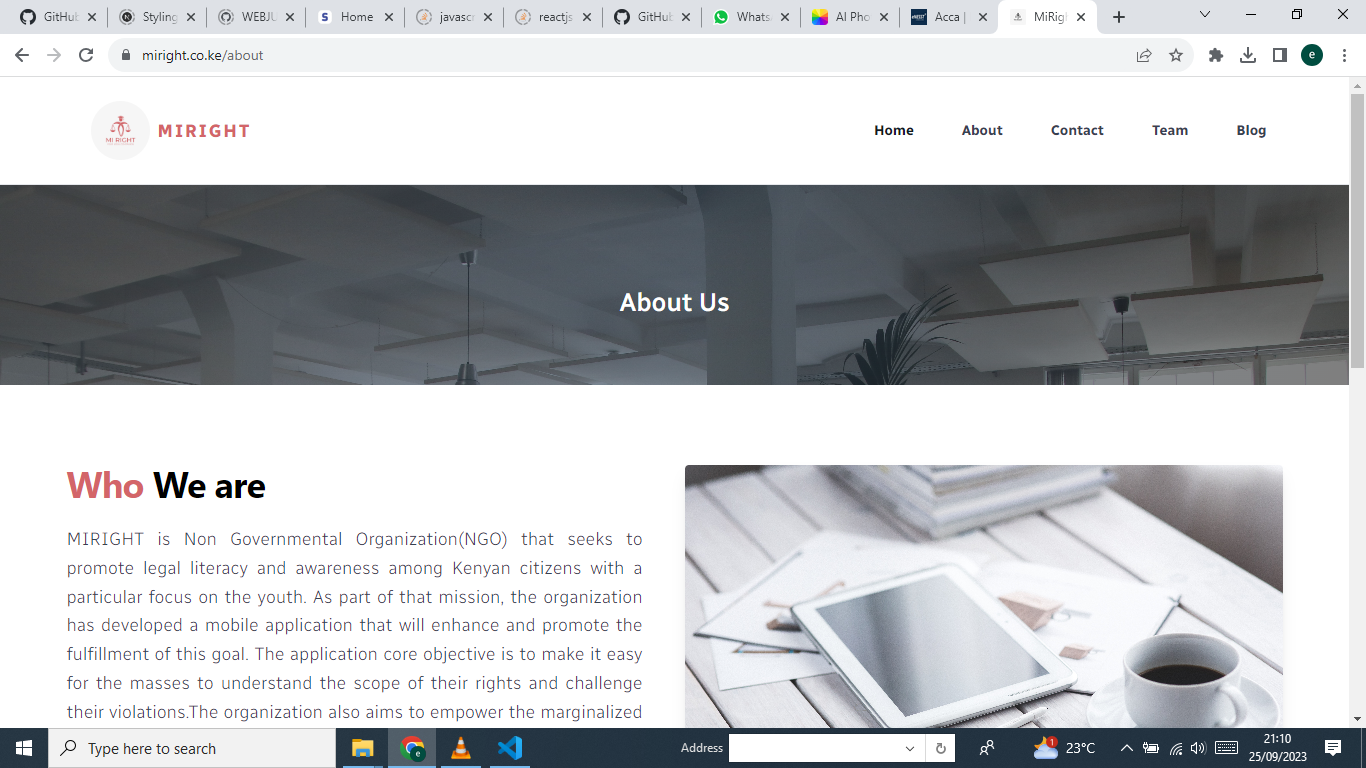 GitHub
Styling
WEBJU
S Home
javascr
reactjs
GitHub
Whats
AI Pho
Acca |
MiRigh
miright.co.ke/about
e
MI RIGHT
MIRIGHT
Home About Contact Team Blog
About Us
Who We are
MIRIGHT is Non Governmental Organization(NGO) that seeks to
promote legal literacy and awareness among Kenyan citizens with a
particular focus on the youth. As part of that mission, the organization
has developed a mobile application that will enhance and promote the
fulfillment of this goal. The application core objective is to make it easy
for the masses to understand the scope of their rights and challenge
their violations.The organization also aims to empower the marginalized
Type here to search
e
Address
1
23°C
21:10
25/09/2023